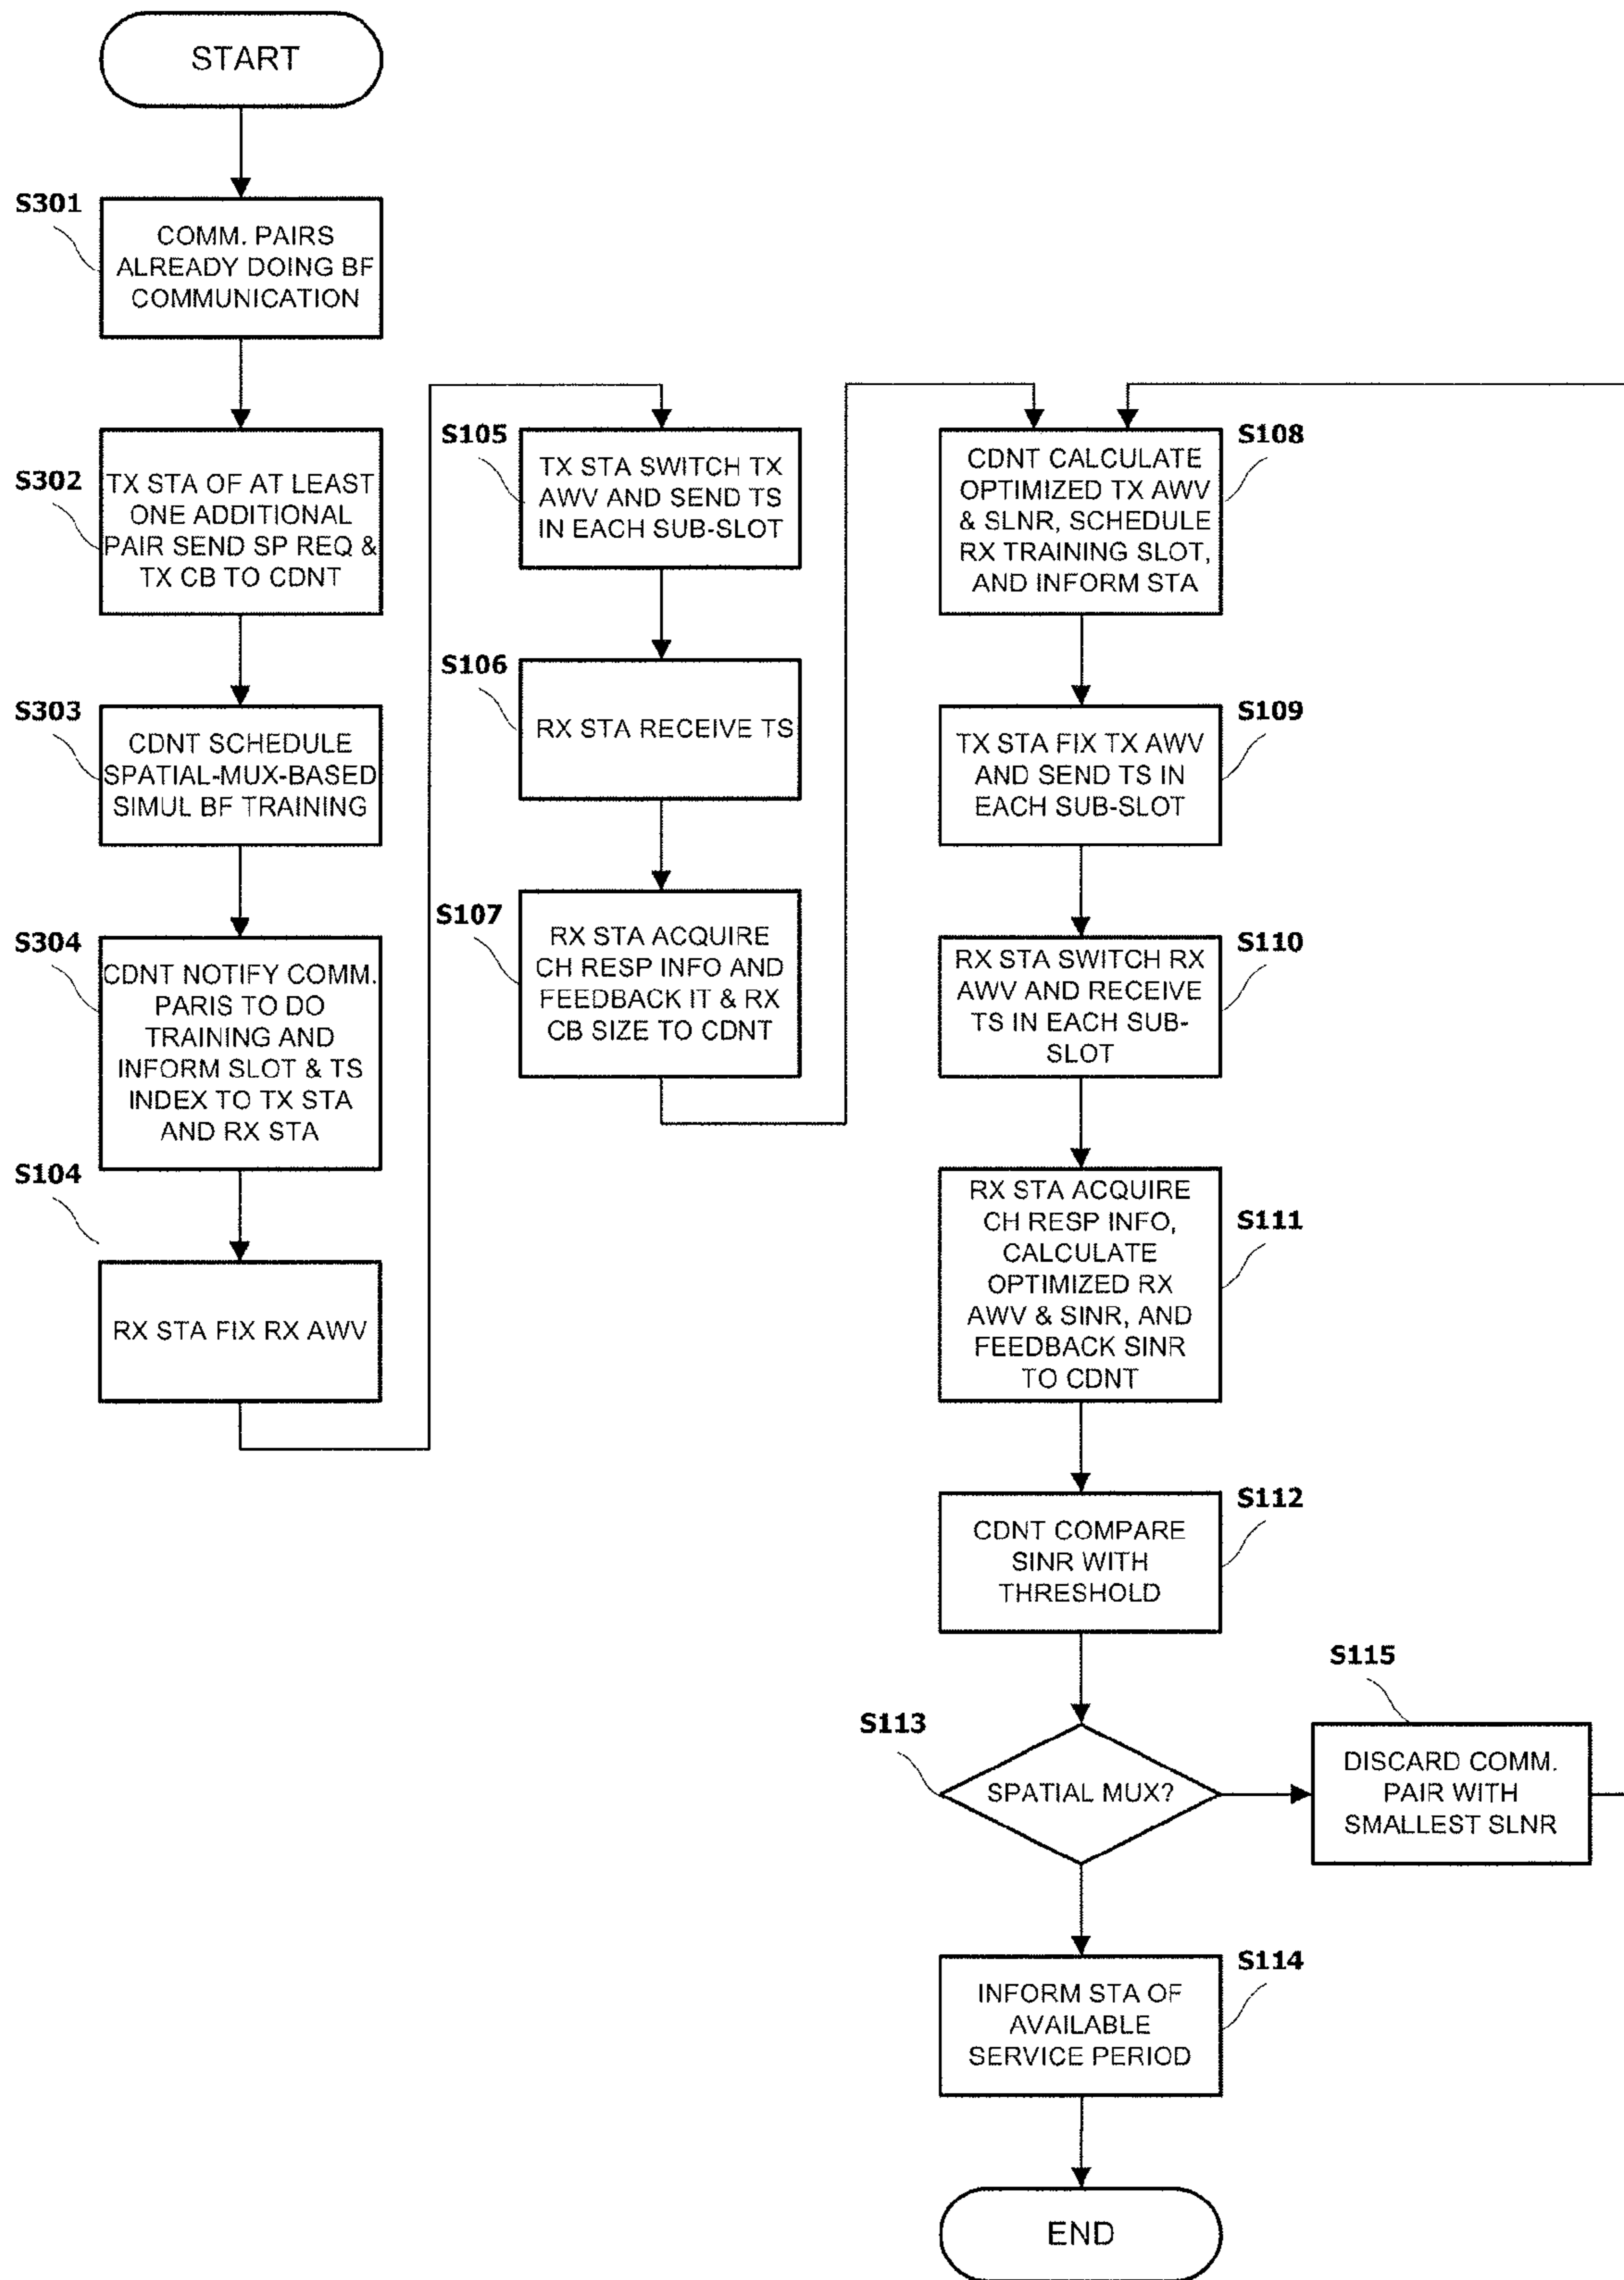 START
S301
COMM. PAIRS
ALREADY DOING BF
COMMUNICATION
S302
TX STA OF AT LEAST
ONE ADDITIONAL
PAIR SEND SP REQ &
TX CB TO CDNT
S303
CDNT SCHEDULE
SPATIAL-MUX-BASED
SIMUL BF TRAINING
S304
CDNT NOTIFY COMM.
PARIS TO DO
TRAINING AND
INFORM SLOT & TS
INDEX TO TX STA
AND RX STA
S104
RX STA FIX RX AWV
S105
TX STA SWITCH TX
AWV AND SEND TS
IN EACH SUB-SLOT
S106
RX STA RECEIVE TS
S107
RX STA ACQUIRE
CH RESP INFO AND
FEEDBACK IT & RX
CB SIZE TO CDNT
S108
CDNT CALCULATE
OPTIMIZED TX AWV
& SLNR, SCHEDULE
RX TRAINING SLOT,
AND INFORM STA
S109
TX STA FIX TX AWV
AND SEND TS IN
EACH SUB-SLOT
S110
RX STA SWITCH RX
AWV AND RECEIVE
TS IN EACH SUB-
SLOT
S111
RX STA ACQUIRE
CH RESP INFO,
CALCULATE
OPTIMIZED RX
AWV & SINR, AND
FEEDBACK SINR
TO CDNT
S112
CDNT COMPARE
SINR WITH
THRESHOLD
S113
SPATIAL MUX?
S115
DISCARD COMM.
PAIR WITH
SMALLEST SLNR
S114
INFORM STA OF
AVAILABLE
SERVICE PERIOD
END